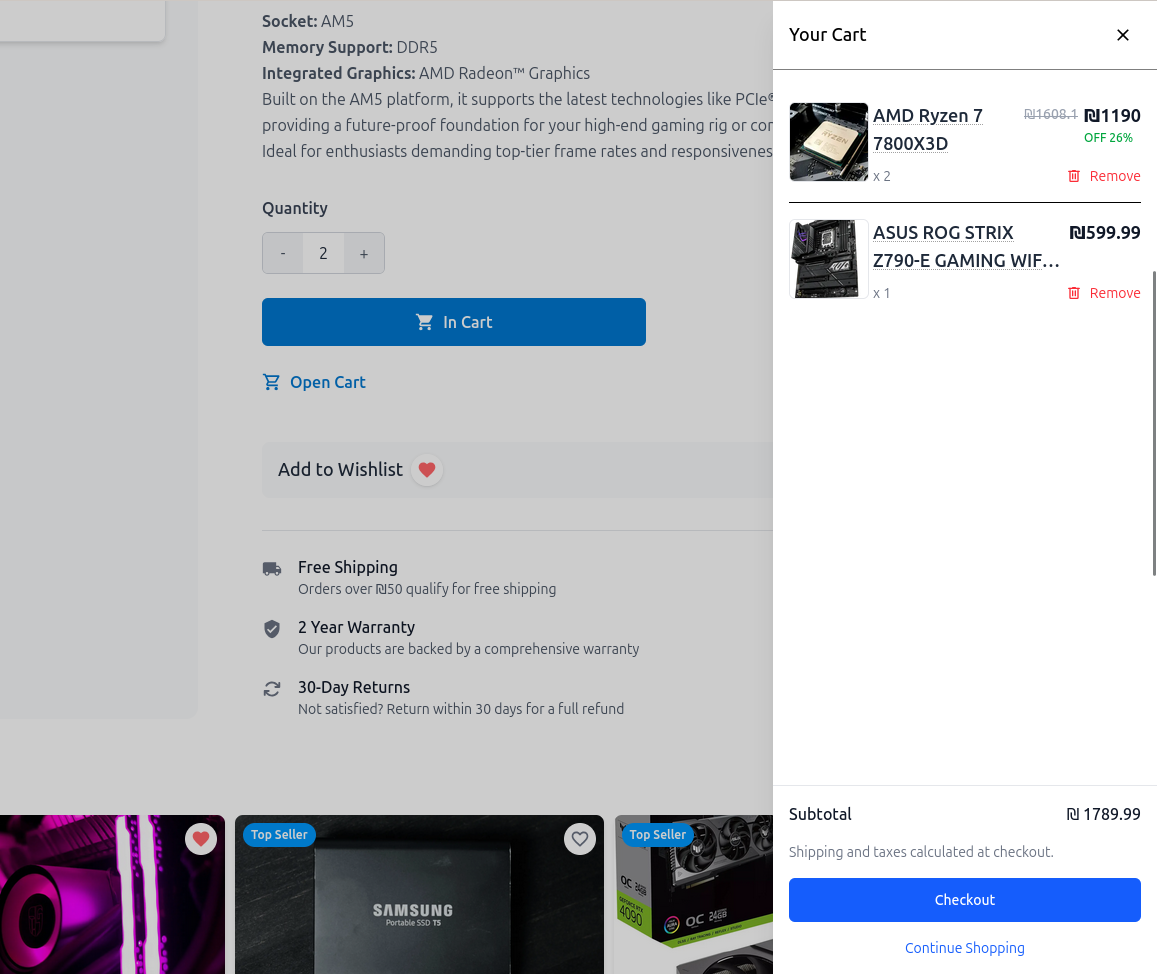 Socket: AM5
Memory Support: DDR5
Integrated Graphics: AMD Radeon™ Graphics
Built on the AM5 platform, it supports the latest technologies like PCIe®
providing a future-proof foundation for your high-end gaming rig or
Ideal for enthusiasts demanding top-tier frame rates and
Quantity
- 2 +
In Cart
Open Cart
Add to Wishlist
Free Shipping
Orders over ₪50 qualify for free shipping
2 Year Warranty
Our products are backed by a comprehensive warranty
30-Day Returns
Not satisfied? Return within 30 days for a full refund
Top Seller
SAMSUNG
Portable SSD T5
Top Seller
OC 24GB
GEFORCE RTX
4090
OC 24GB
Your Cart
AMD Ryzen 7
7800X3D
₪1608.1 ₪1190
OFF 26%
x 2
Remove
RYZEN
ASUS ROG STRIX
Z790-E GAMING WIF…
₪599.99
x 1
Remove
Subtotal
₪ 1789.99
Shipping and taxes calculated at checkout.
Checkout
Continue Shopping